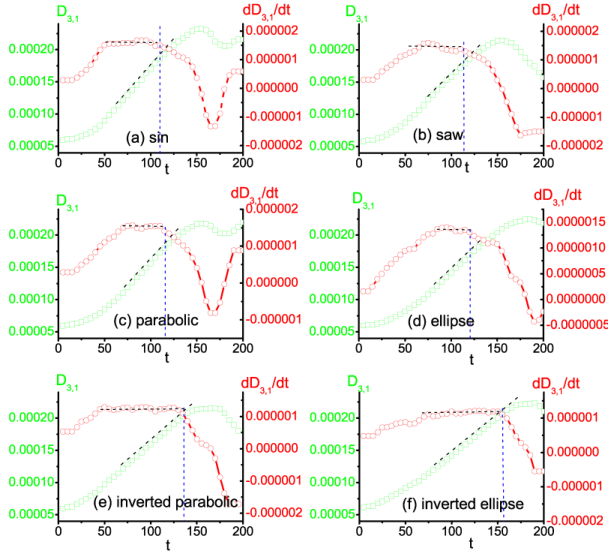 D3,1
dD3,1/dt
0.00020
0.00015
0.00010
0.00005
0.000002
0.000001
0.000000
-0.000001
-0.000002
(a) sin
0 50 100 150 200
t
D3,1
dD3,1/dt
0.00020
0.00015
0.00010
0.00005
0.000002
0.000001
0.000000
-0.000001
-0.000002
(b) saw
0 50 100 150 200
t
D3,1
dD3,1/dt
0.00020
0.00015
0.00010
0.00005
0.000002
0.000001
0.000000
-0.000001
(c) parabolic
0 50 100 150 200
t
D3,1
dD3,1/dt
0.00020
0.00015
0.00010
0.00005
0.0000015
0.0000010
0.0000005
0.0000000
-0.0000005
(d) ellipse
0 50 100 150 200
t
D3,1
dD3,1/dt
0.00020
0.00015
0.00010
0.00005
0.000001
0.000000
-0.000001
-0.000002
(e) inverted parabolic
0 50 100 150 200
t
D3,1
dD3,1/dt
0.00020
0.00015
0.00010
0.00005
0.000001
0.000000
-0.000001
-0.000002
(f) inverted ellipse
0 50 100 150 200
t